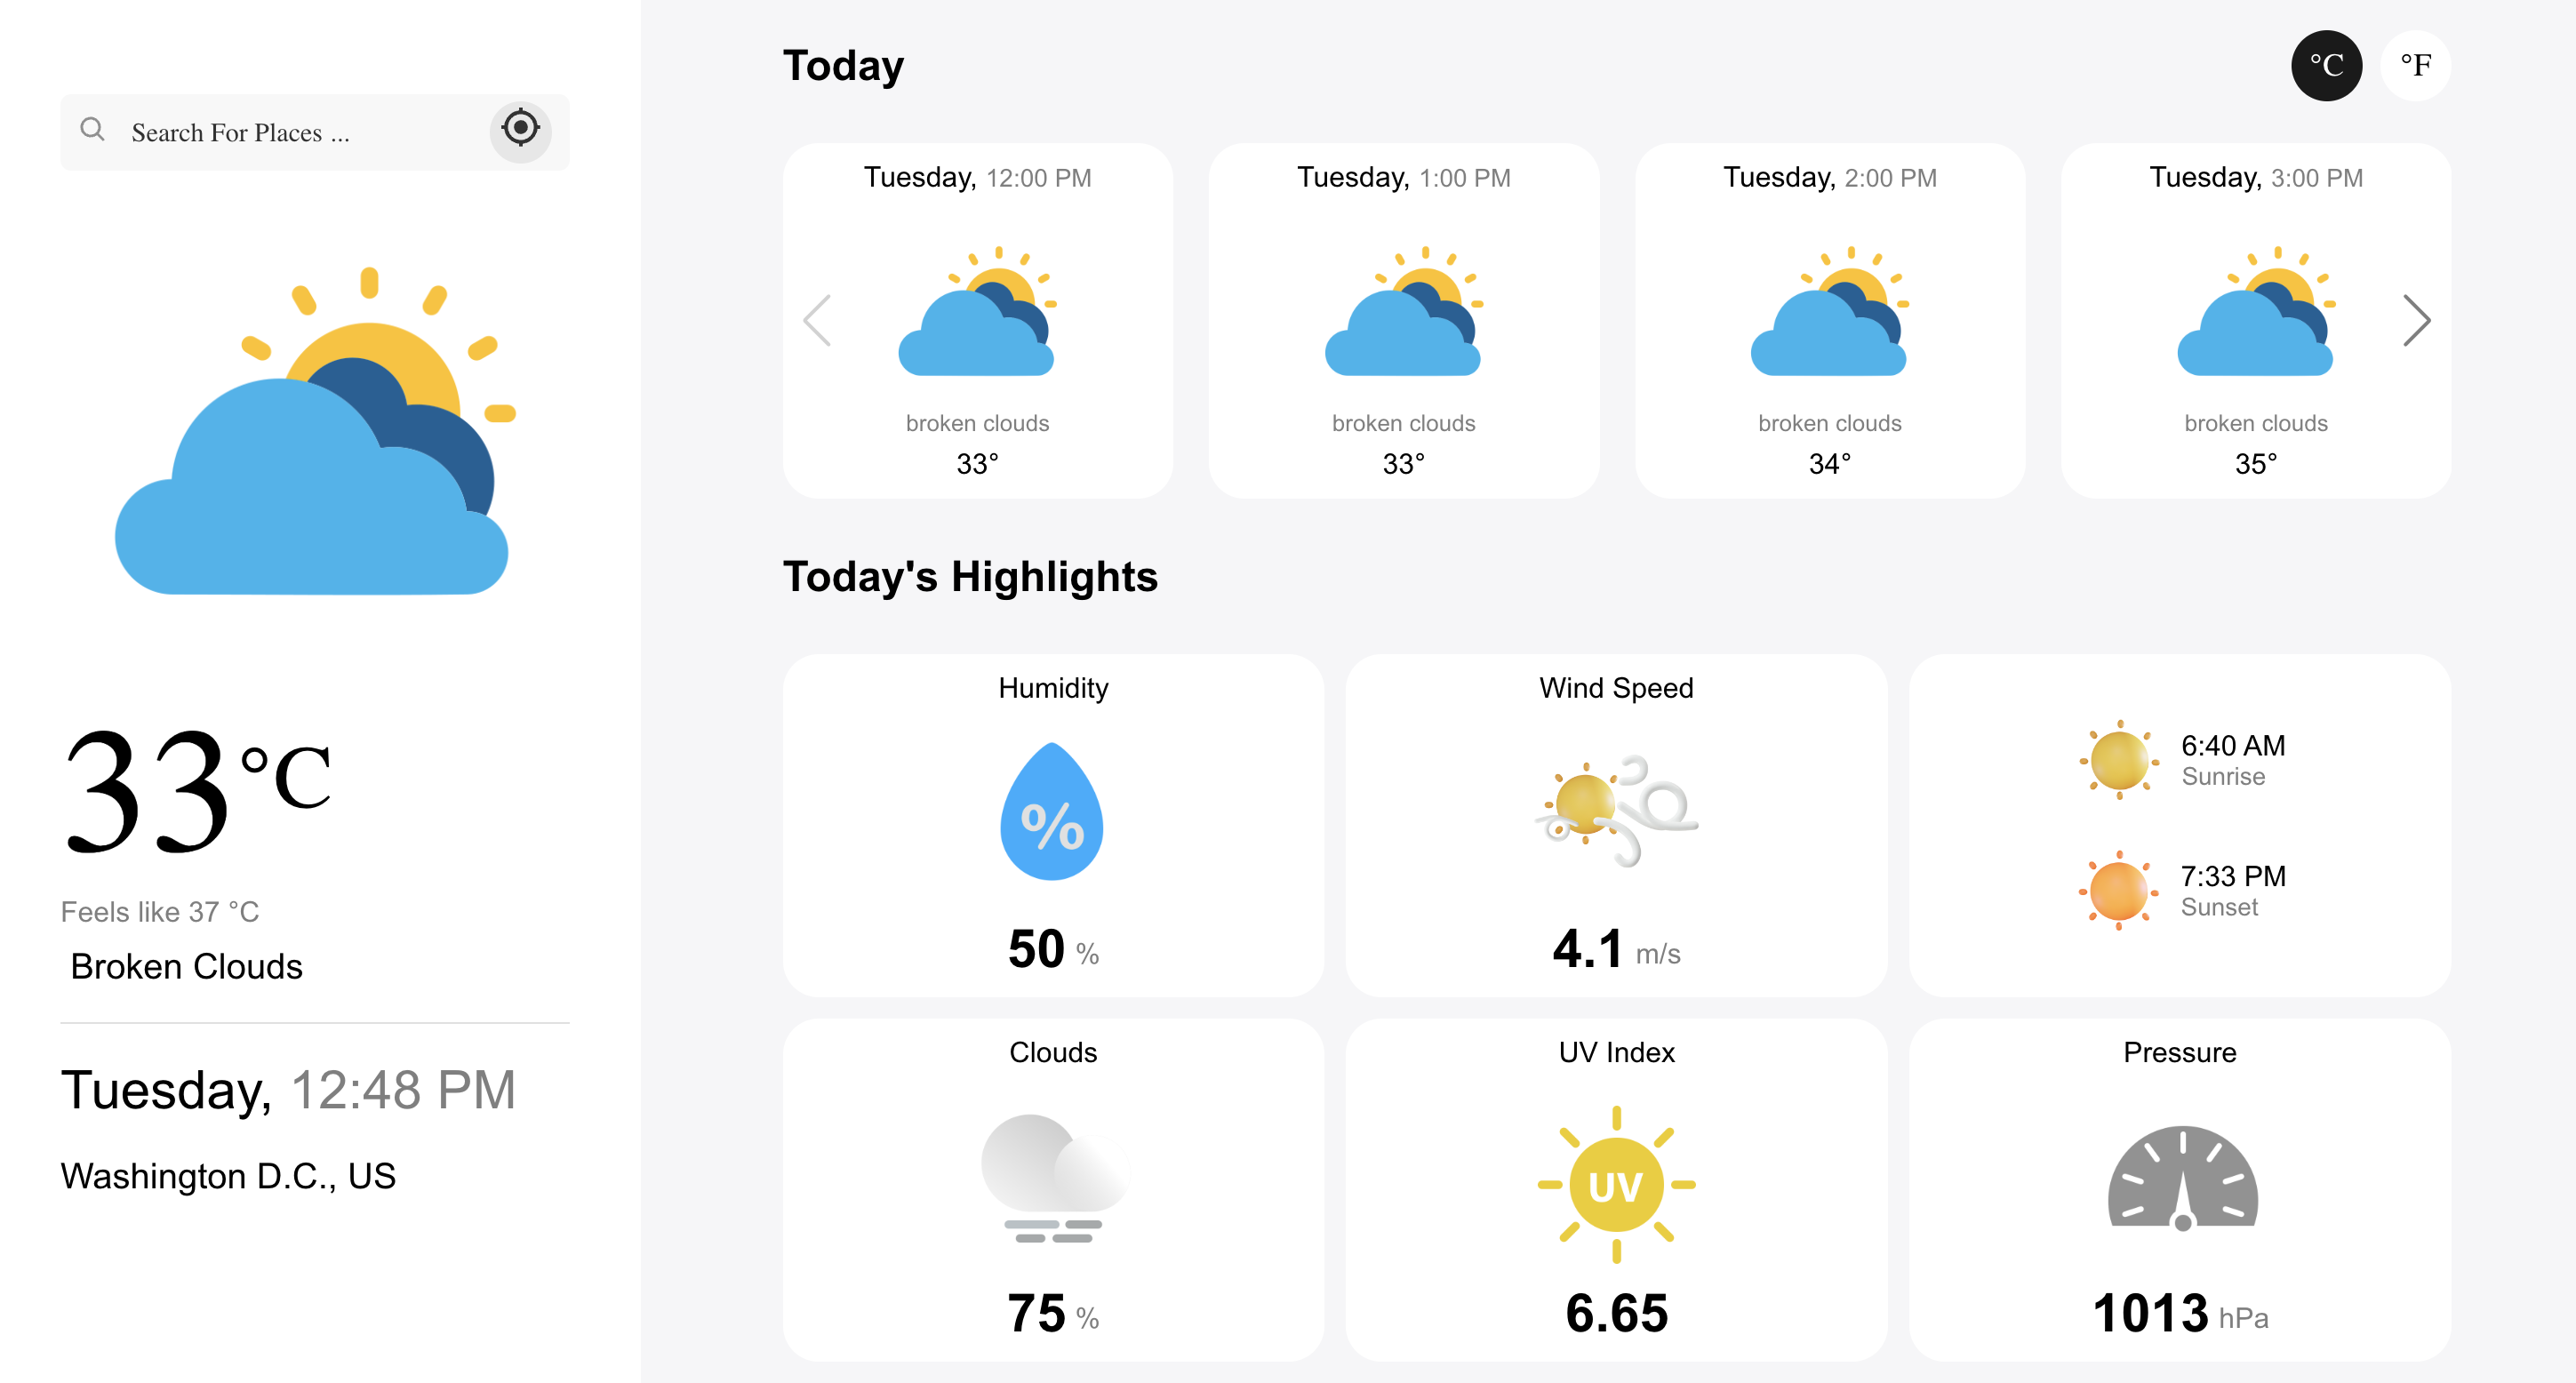 Search For Places ...
33°C
Feels like 37 °C
Broken Clouds
Tuesday, 12:48 PM
Washington D.C., US
Today
°C
°F
Tuesday, 12:00 PM
broken clouds
33°
Tuesday, 1:00 PM
broken clouds
33°
Tuesday, 2:00 PM
broken clouds
34°
Tuesday, 3:00 PM
broken clouds
35°
Today's Highlights
Humidity
%
50 %
Wind Speed
4.1 m/s
6:40 AM
Sunrise
7:33 PM
Sunset
Clouds
75 %
UV Index
UV
6.65
Pressure
1013 hPa